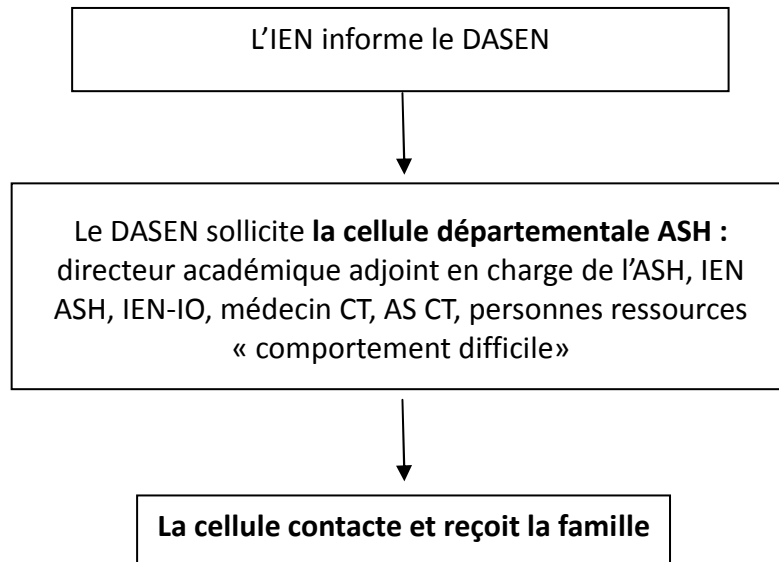 L’IEN informe le DASEN
Le DASEN sollicite la cellule départementale ASH :
directeur académique adjoint en charge de l’ASH, IEN
ASH, IEN-IO, médecin CT, AS CT, personnes ressources
« comportement difficile»
La cellule contacte et reçoit la famille